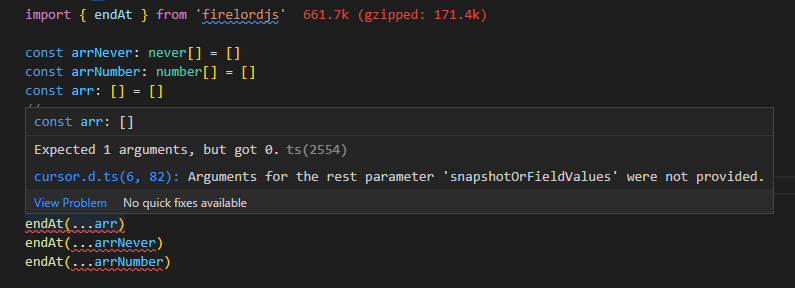 import { endAt } from 'firelordjs' 661.7k (gzipped: 171.4k)
const arrNever: never[] = []
const arrNumber: number[] = []
const arr: [] = []
const arr: []
Expected 1 arguments, but got 0. ts(2554)
cursor.d.ts(6, 82): Arguments for the rest parameter 'snapshotOrFieldValues' were not provided.
View Problem No quick fixes available
endAt(...arr)
endAt(...arrNever)
endAt(...arrNumber)